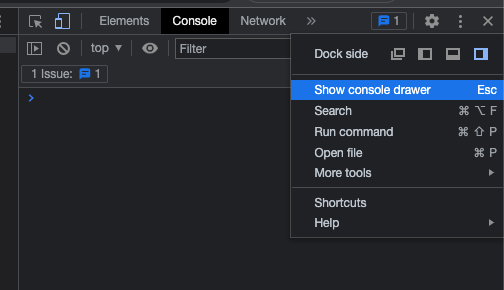 Elements Console Network » 1
top ▼ Filter
1 Issue: 1
>
Dock side
Show console drawer Esc
Search ⌘ ⌥ F
Run command ⌘ ⇧ P
Open file ⌘ P
More tools ▸
Shortcuts
Help ▸